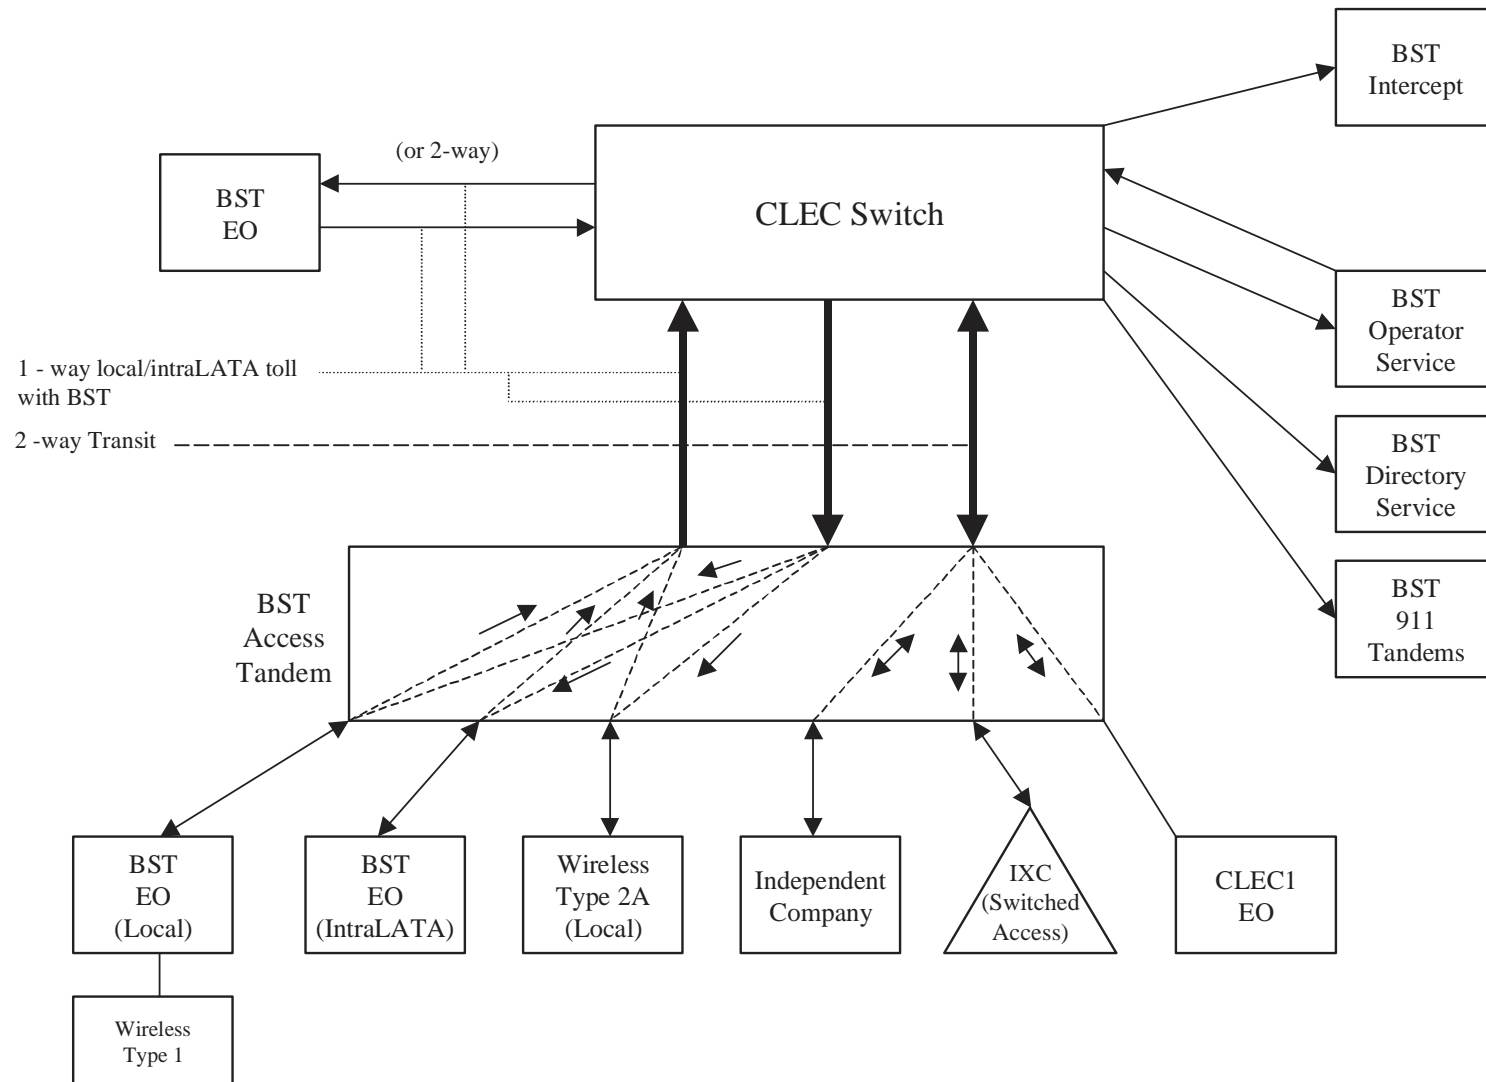 BST
Intercept
(or 2-way)
BST
EO
CLEC Switch
BST
Operator
Service
1 - way local/intraLATA toll
with BST
2 -way Transit
BST
Directory
Service
BST
911
Tandems
BST
Access
Tandem
BST
EO
(Local)
BST
EO
(IntraLATA)
Wireless
Type 2A
(Local)
Independent
Company
IXC
(Switched
Access)
CLEC1
EO
Wireless
Type 1